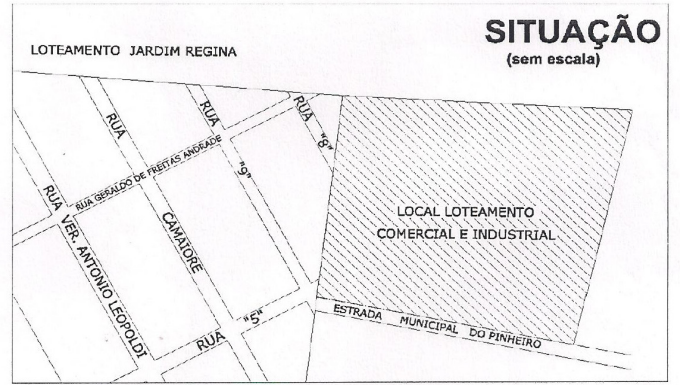 SITUAÇÃO
(sem escala)
LOTEAMENTO JARDIM REGINA
RUA VER. ANTONIO LEOPOLDI
RUA CAMAIORE
RUA "9"
RUA "8"
RUA GERALDO DE FREITAS ANDRADE
RUA "5"
LOCAL LOTEAMENTO
COMERCIAL E INDUSTRIAL
ESTRADA MUNICIPAL DO PINHEIRO